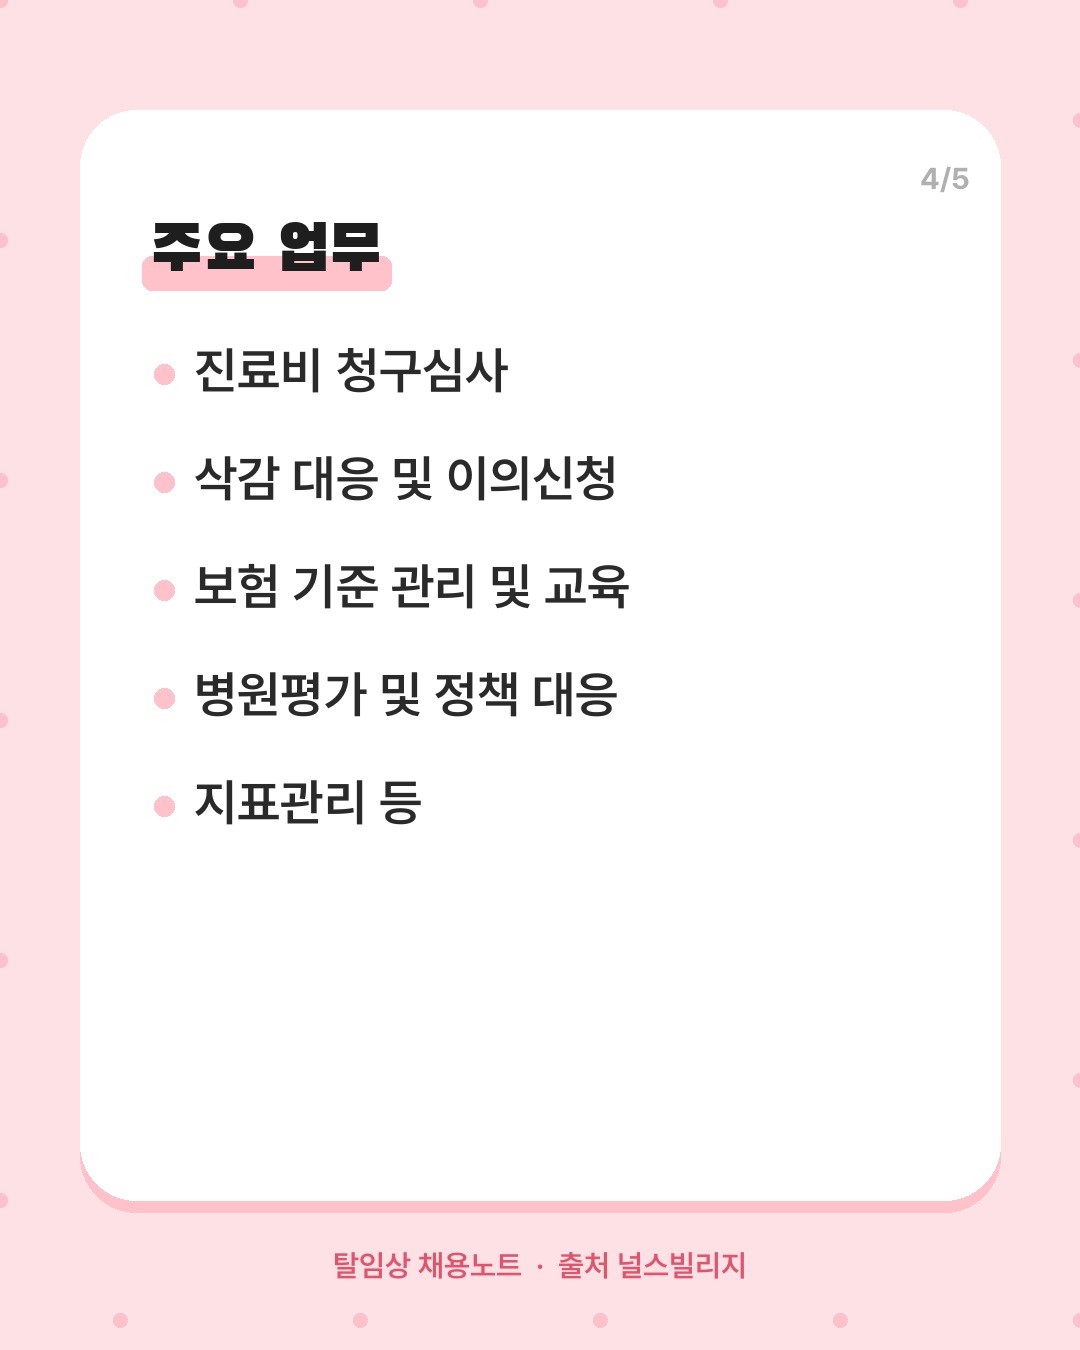 4/5
주요 업무
진료비 청구심사
삭감 대응 및 이의신청
보험 기준 관리 및 교육
병원평가 및 정책 대응
지표관리 등
탈임상 채용노트 · 출처 널스빌리지